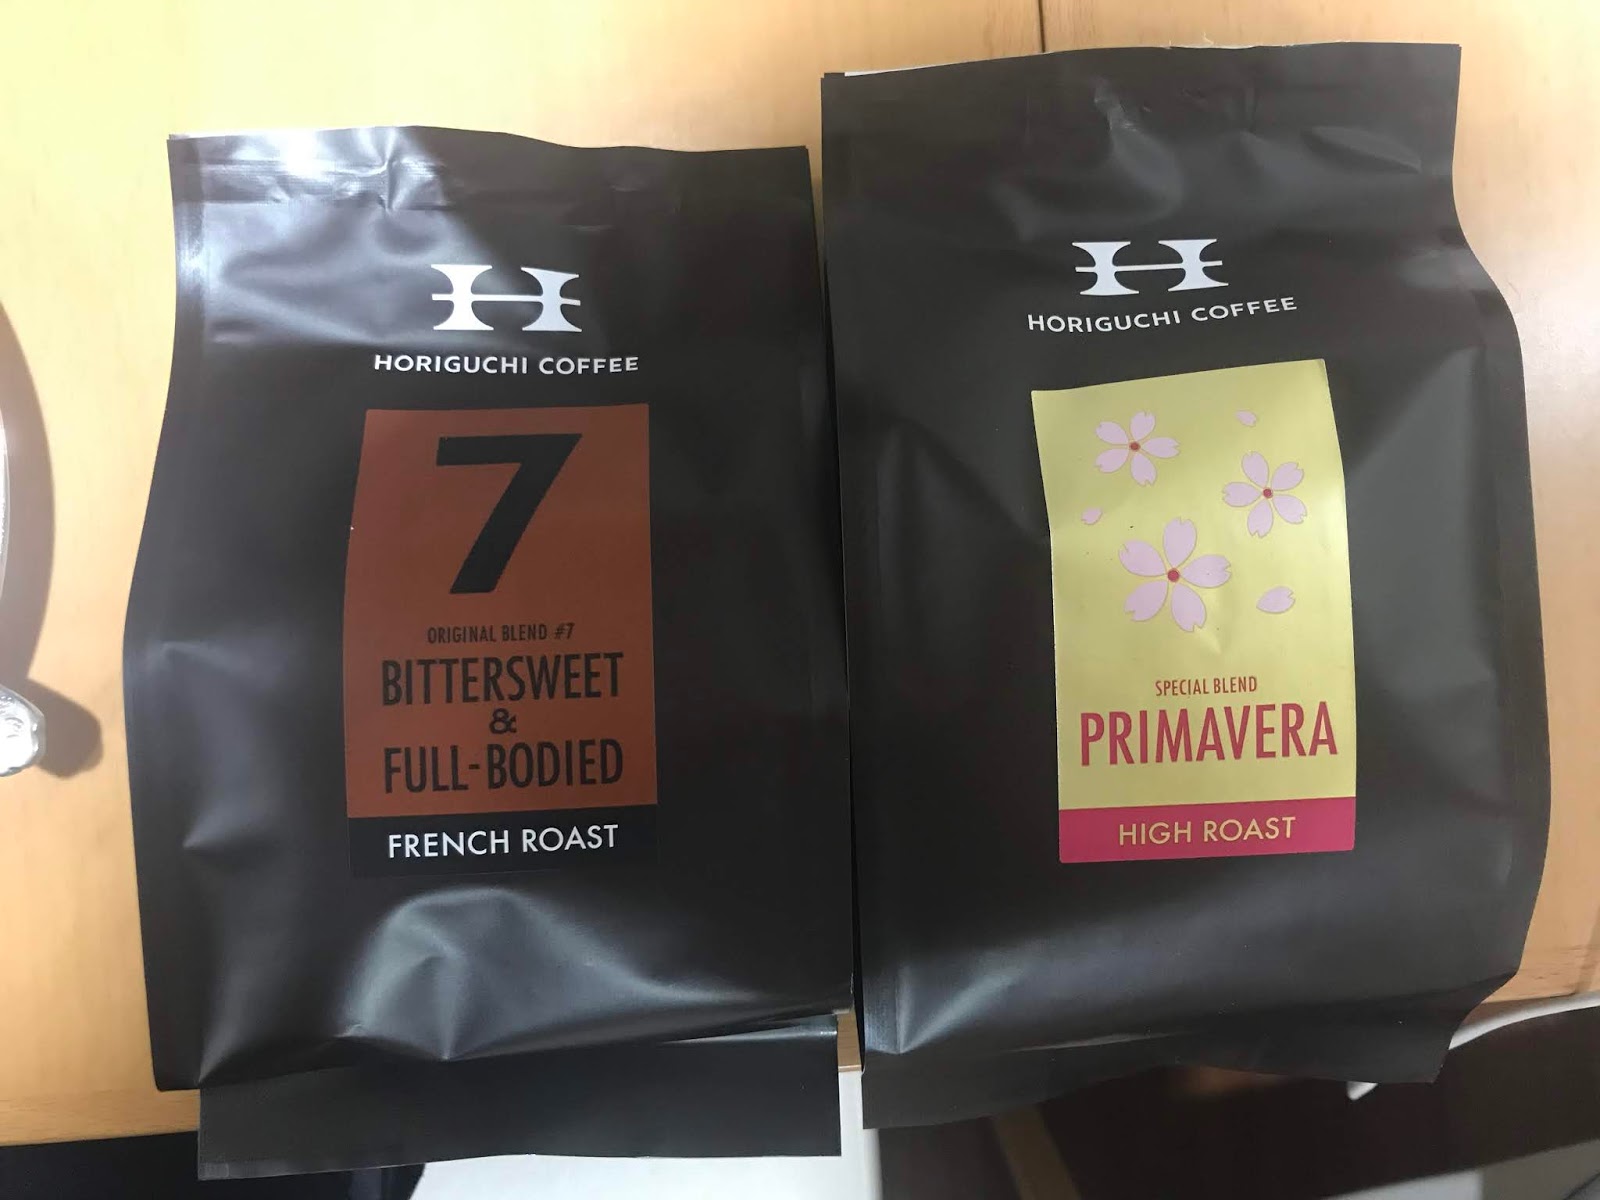 HORIGUCHI COFFEE
7
ORIGINAL BLEND #7
BITTERSWEET
&
FULL-BODIED
FRENCH ROAST
HORIGUCHI COFFEE
SPECIAL BLEND
PRIMAVERA
HIGH ROAST